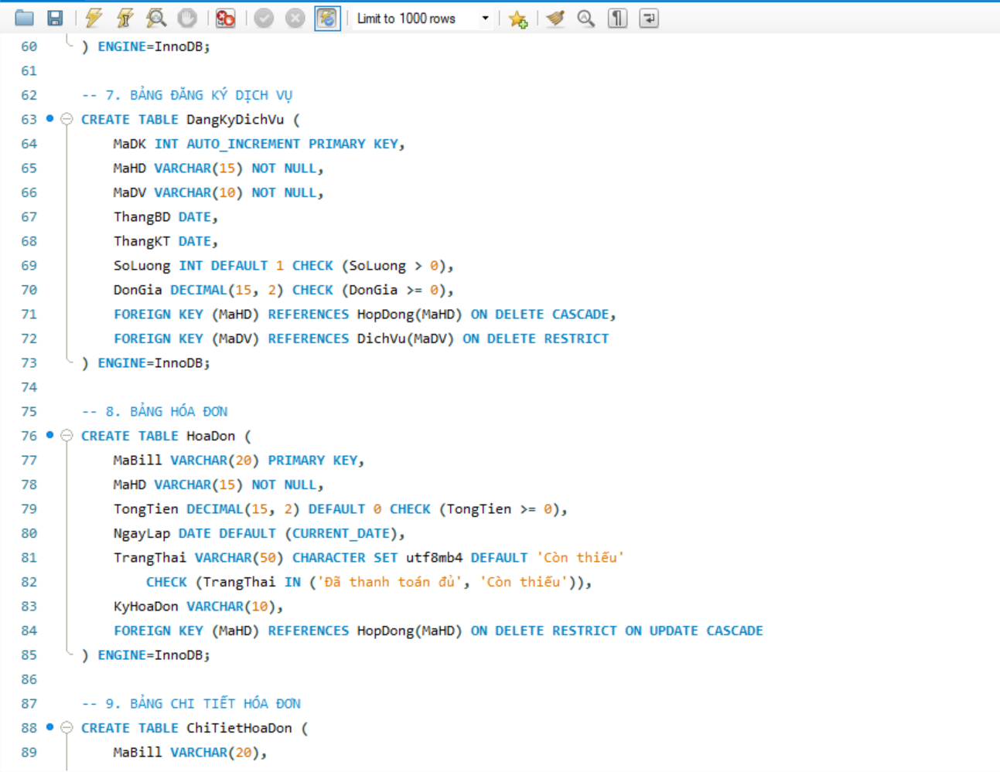 Limit to 1000 rows
60 ) ENGINE=InnoDB;
61
62 -- 7. BẢNG ĐĂNG KÝ DỊCH VỤ
63 CREATE TABLE DangKyDichVu (
64 MaDK INT AUTO_INCREMENT PRIMARY KEY,
65 MaHD VARCHAR(15) NOT NULL,
66 MaDV VARCHAR(10) NOT NULL,
67 ThangBD DATE,
68 ThangKT DATE,
69 SoLuong INT DEFAULT 1 CHECK (SoLuong > 0),
70 DonGia DECIMAL(15, 2) CHECK (DonGia >= 0),
71 FOREIGN KEY (MaHD) REFERENCES HopDong(MaHD) ON DELETE CASCADE,
72 FOREIGN KEY (MaDV) REFERENCES DichVu(MaDV) ON DELETE RESTRICT
73 ) ENGINE=InnoDB;
74
75 -- 8. BẢNG HÓA ĐƠN
76 CREATE TABLE HoaDon (
77 MaBill VARCHAR(20) PRIMARY KEY,
78 MaHD VARCHAR(15) NOT NULL,
79 TongTien DECIMAL(15, 2) DEFAULT 0 CHECK (TongTien >= 0),
80 NgayLap DATE DEFAULT (CURRENT_DATE),
81 TrangThai VARCHAR(50) CHARACTER SET utf8mb4 DEFAULT 'Còn thiếu'
82 CHECK (TrangThai IN ('Đã thanh toán đủ', 'Còn thiếu')),
83 KyHoaDon VARCHAR(10),
84 FOREIGN KEY (MaHD) REFERENCES HopDong(MaHD) ON DELETE RESTRICT ON UPDATE CASCADE
85 ) ENGINE=InnoDB;
86
87 -- 9. BẢNG CHI TIẾT HÓA ĐƠN
88 CREATE TABLE ChiTietHoaDon (
89 MaBill VARCHAR(20),